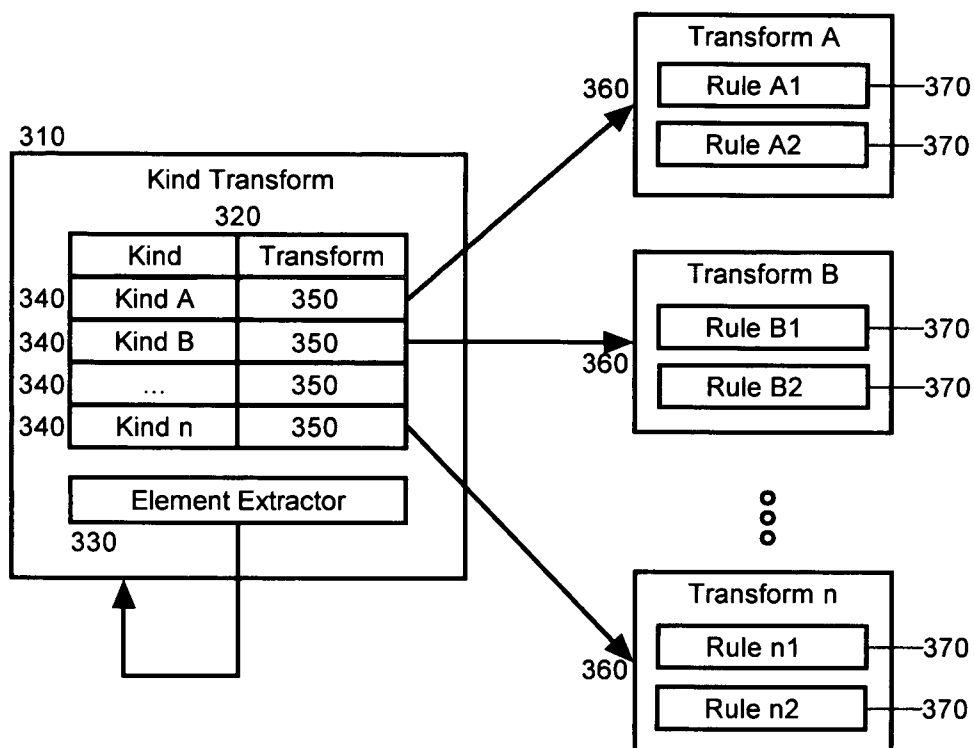 310
Kind Transform
320
Kind Transform
340 Kind A 350
340 Kind B 350
340 ... 350
340 Kind n 350
Element Extractor
330
Transform A
360 Rule A1 370
Rule A2 370
Transform B
Rule B1 370
360 Rule B2 370
Transform n
Rule n1 370
360
Rule n2 370